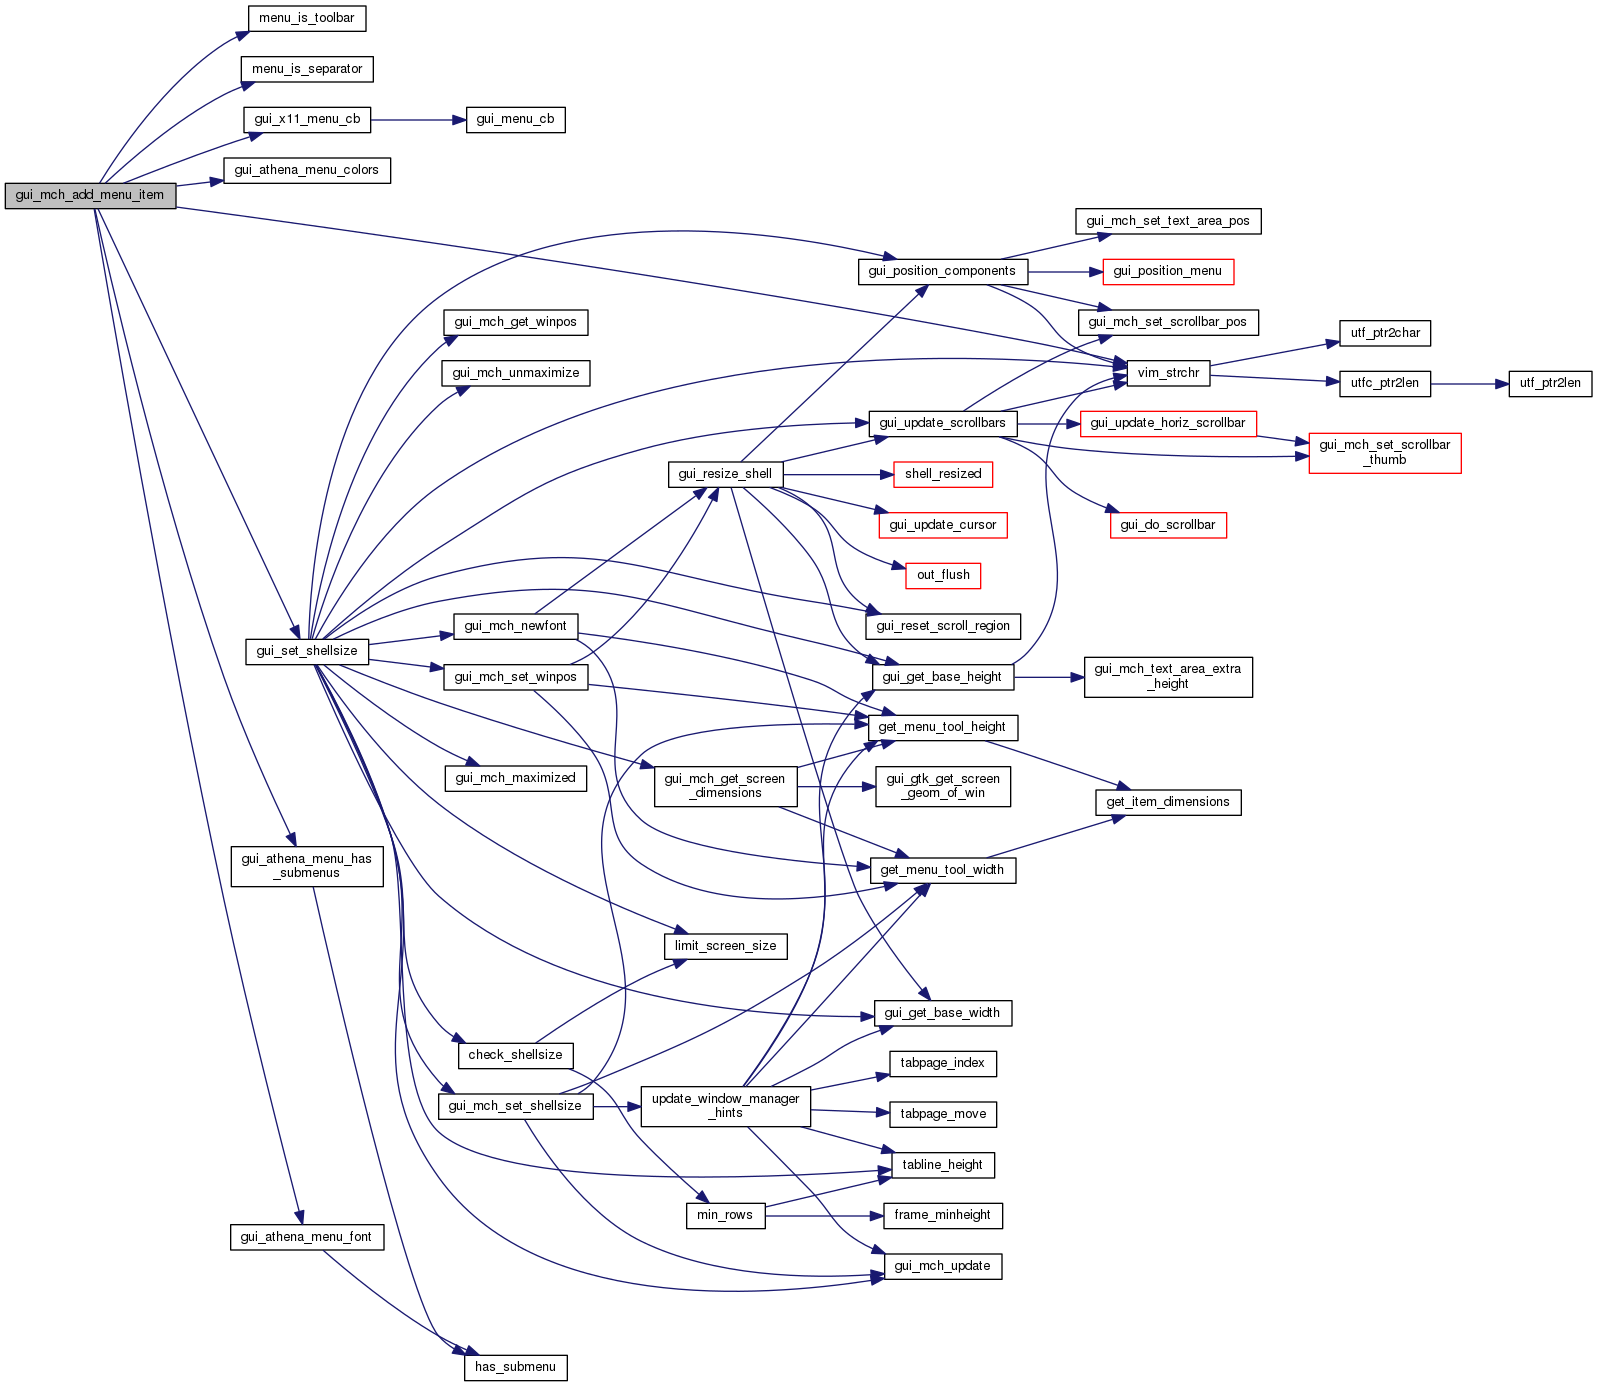 menu_is_toolbar
menu_is_separator
gui_x11_menu_cb
gui_menu_cb
gui_athena_menu_colors
gui_mch_add_menu_item
gui_mch_set_text_area_pos
gui_position_components
gui_position_menu
gui_mch_get_winpos
gui_mch_set_scrollbar_pos
utf_ptr2char
gui_mch_unmaximize
vim_strchr
utfc_ptr2len
utf_ptr2len
gui_update_scrollbars
gui_update_horiz_scrollbar
gui_mch_set_scrollbar
_thumb
gui_resize_shell
shell_resized
gui_update_cursor
gui_do_scrollbar
out_flush
gui_mch_newfont
gui_reset_scroll_region
gui_set_shellsize
gui_mch_set_winpos
gui_get_base_height
gui_mch_text_area_extra
_height
get_menu_tool_height
gui_mch_maximized
gui_mch_get_screen
_dimensions
gui_gtk_get_screen
_geom_of_win
get_item_dimensions
gui_athena_menu_has
_submenus
get_menu_tool_width
limit_screen_size
gui_get_base_width
check_shellsize
tabpage_index
gui_mch_set_shellsize
update_window_manager
_hints
tabpage_move
tabline_height
min_rows
frame_minheight
gui_athena_menu_font
gui_mch_update
has_submenu